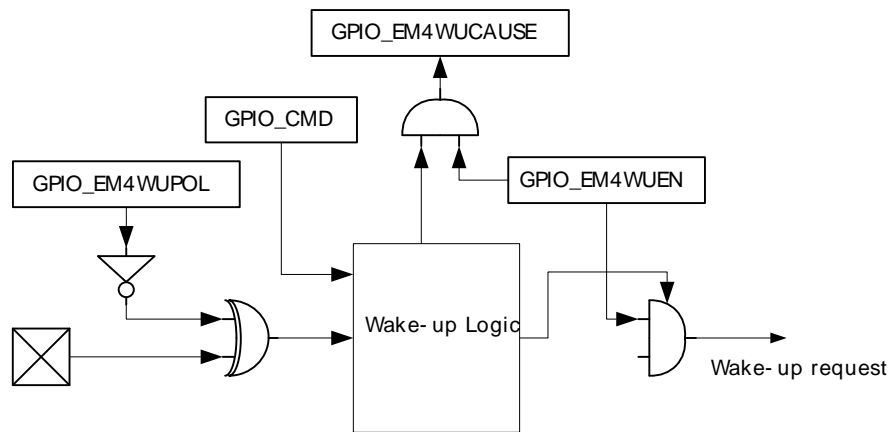 GPIO_EM4WUCAUSE
GPIO_CMD
GPIO_EM4WUPOL
GPIO_EM4WUEN
Wake-up Logic
Wake-up request